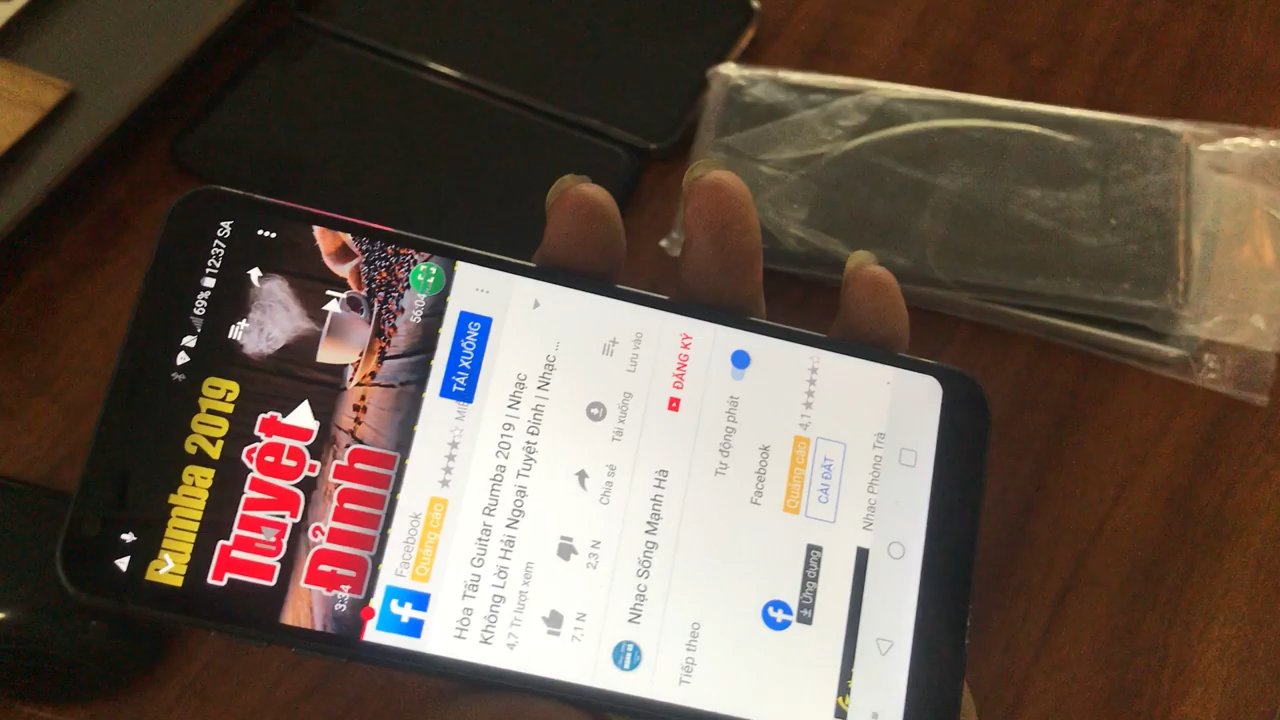 69% 12:37 SA
Rumba 2019
Tuyệt
Đỉnh
3:34
56:04
Facebook
Quảng cáo ★★★★☆
TẢI XUỐNG
Hòa Tấu Guitar Rumba 2019 | Nhạc
Không Lời Hải Ngoại Tuyệt Đỉnh | Nhạc ...
4,7 Tr lượt xem
7,1 N
2,3 N
Chia sẻ
Tải xuống
Lưu vào
Nhạc Sống Mạnh Hà
ĐĂNG KÝ
Tiếp theo
Tự động phát
Facebook
Quảng cáo 4,1 ★★★★☆
CÀI ĐẶT
Ứng dụng
Nhạc Phòng Trà